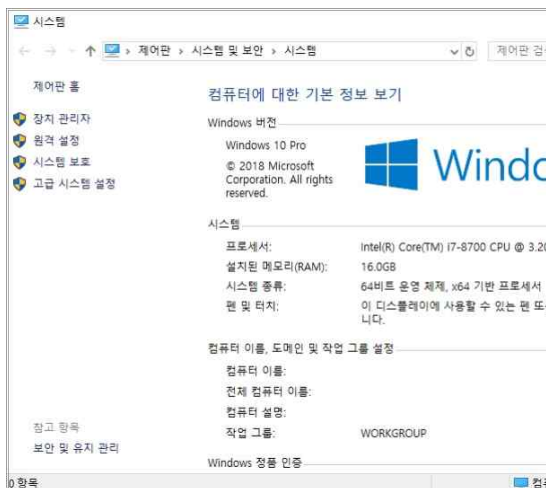 시스템
제어판 > 시스템 및 보안 > 시스템
제어판 검
제어판 홈
장치 관리자
원격 설정
시스템 보호
고급 시스템 설정
컴퓨터에 대한 기본 정보 보기
Windows 버전
Windows 10 Pro
© 2018 Microsoft
Corporation. All rights
reserved.
Windo
시스템
프로세서: Intel(R) Core(TM) i7-8700 CPU @ 3.20
설치된 메모리(RAM): 16.0GB
시스템 종류: 64비트 운영 체제, x64 기반 프로세서
펜 및 터치: 이 디스플레이에 사용할 수 있는 펜 또
니다.
컴퓨터 이름, 도메인 및 작업 그룹 설정
컴퓨터 이름:
전체 컴퓨터 이름:
컴퓨터 설명:
작업 그룹: WORKGROUP
Windows 정품 인증
참고 항목
보안 및 유지 관리
0 항목